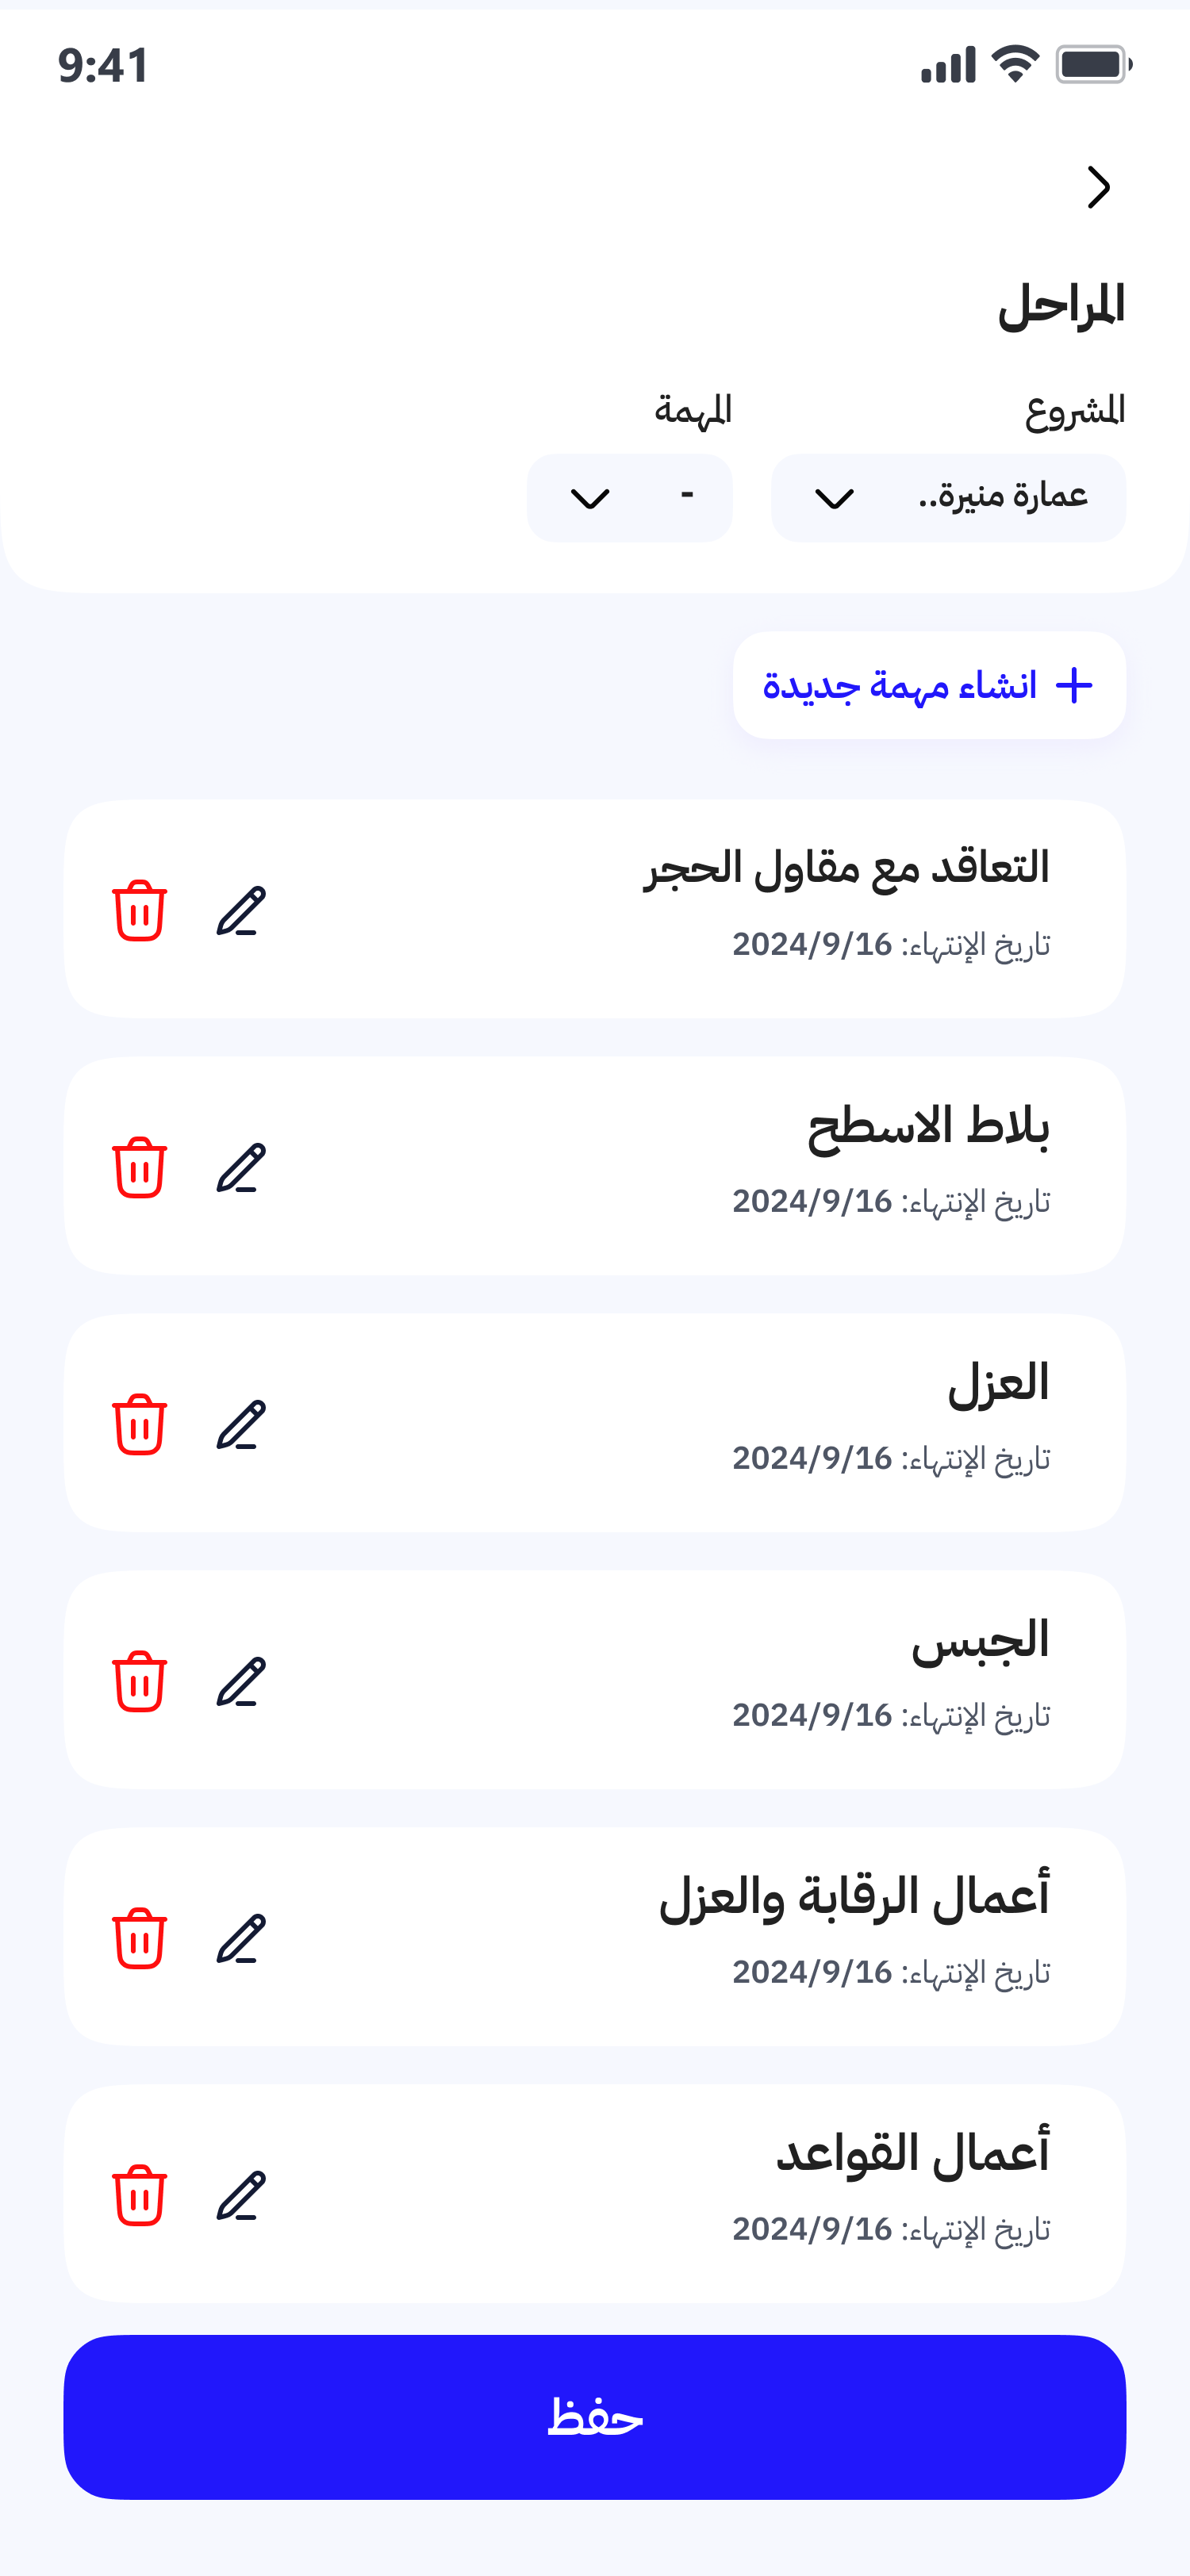 9:41
المراحل
المشروع
المهمة
عمارة منيرة..
-
انشاء مهمة جديدة
التعاقد مع مقاول الحجر
تاريخ الإنتهاء: 2024/9/16
بلاط الاسطح
تاريخ الإنتهاء: 2024/9/16
العزل
تاريخ الإنتهاء: 2024/9/16
الجبس
تاريخ الإنتهاء: 2024/9/16
أعمال الرقابة والعزل
تاريخ الإنتهاء: 2024/9/16
أعمال القواعد
تاريخ الإنتهاء: 2024/9/16
حفظ